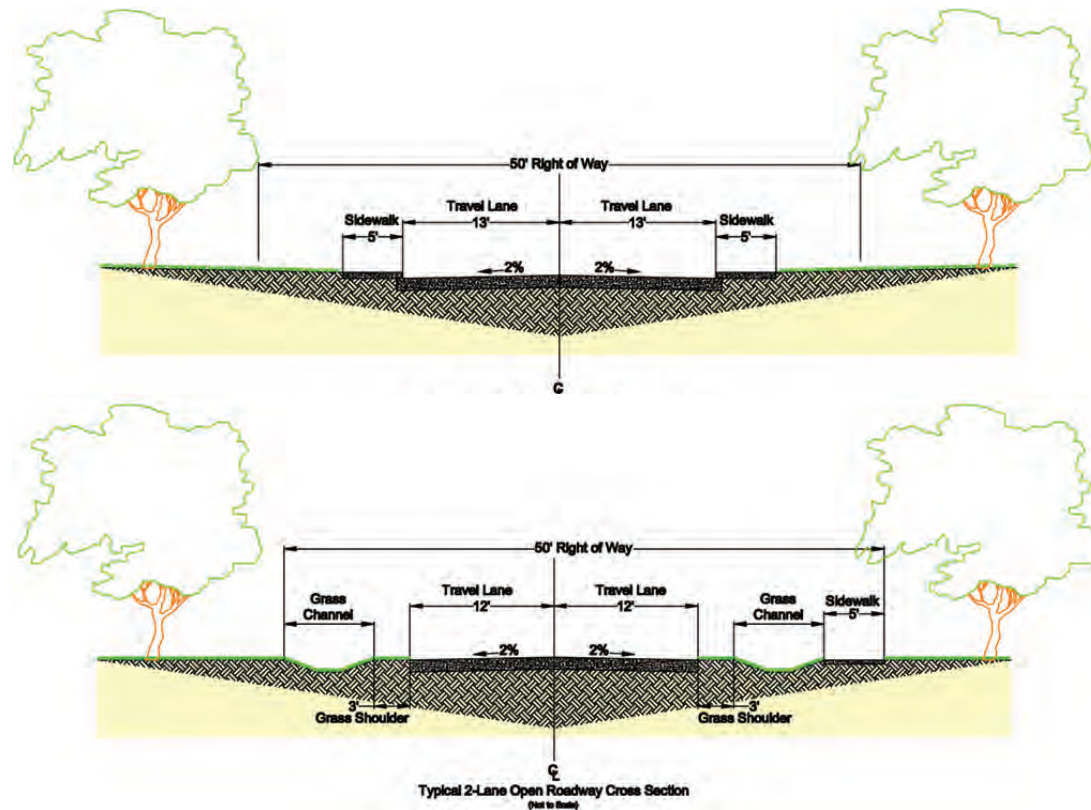 50' Right of Way
Travel Lane
13'
Travel Lane
13'
Sidewalk
5'
Sidewalk
5'
2%
2%
℄
50' Right of Way
Travel Lane
12'
Travel Lane
12'
Grass
Channel
Grass
Channel
Sidewalk
5'
2%
2%
3'
Grass Shoulder
3'
Grass Shoulder
℄
Typical 2-Lane Open Roadway Cross Section
(Not to Scale)